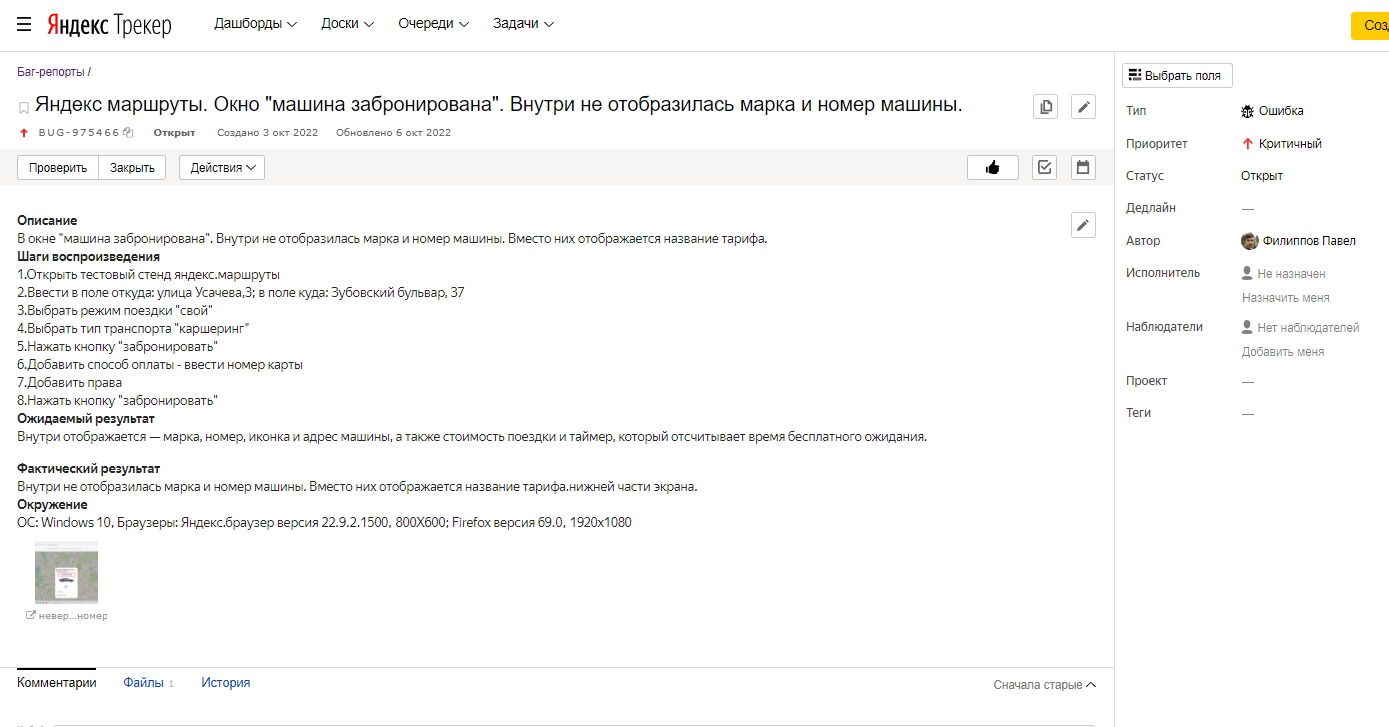 Яндекс Трекер
Дашборды
Доски
Очереди
Задачи
Соз
Баг-репорты /
Яндекс маршруты. Окно "машина забронирована". Внутри не отобразилась марка и номер машины.
BUG-975466 Открыт Создано 3 окт 2022 Обновлено 6 окт 2022
Проверить Закрыть Действия
Описание
В окне "машина забронирована". Внутри не отобразилась марка и номер машины. Вместо них отображается название тарифа.
Шаги воспроизведения
1.Открыть тестовый стенд яндекс.маршруты
2.Ввести в поле откуда: улица Усачева,3; в поле куда: Зубовский бульвар, 37
3.Выбрать режим поездки "свой"
4.Выбрать тип транспорта "каршеринг"
5.Нажать кнопку "забронировать"
6.Добавить способ оплаты - ввести номер карты
7.Добавить права
8.Нажать кнопку "забронировать"
Ожидаемый результат
Внутри отображается — марка, номер, иконка и адрес машины, а также стоимость поездки и таймер, который отсчитывает время бесплатного ожидания.
Фактический результат
Внутри не отобразилась марка и номер машины. Вместо них отображается название тарифа.нижней части экрана.
Окружение
ОС: Windows 10, Браузеры: Яндекс.браузер версия 22.9.2.1500, 800X600; Firefox версия 69.0, 1920x1080
невер...номер
Комментарии Файлы 1 История Сначала старые
Выбрать поля
Тип Ошибка
Приоритет Критичный
Статус Открыт
Дедлайн —
Автор Филиппов Павел
Исполнитель Не назначен
Назначить меня
Наблюдатели Нет наблюдателей
Добавить меня
Проект —
Теги —